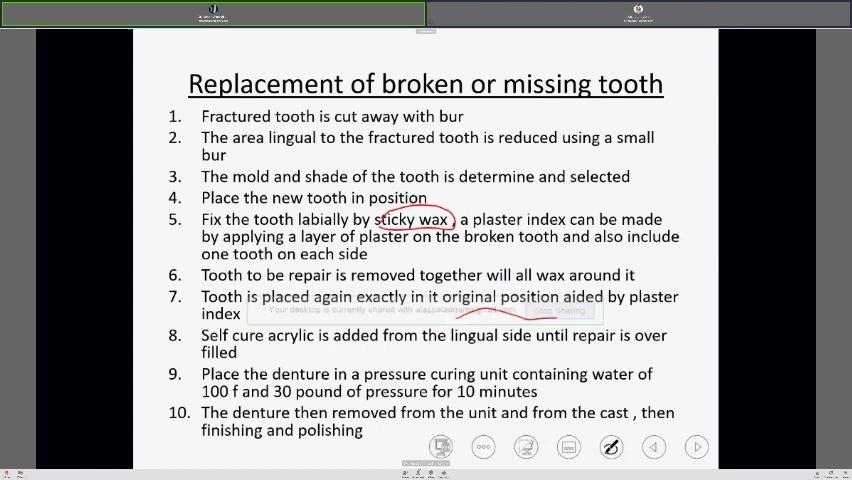 Replacement of broken or missing tooth
1. Fractured tooth is cut away with bur
2. The area lingual to the fractured tooth is reduced using a small
bur
3. The mold and shade of the tooth is determine and selected
4. Place the new tooth in position
5. Fix the tooth labially by sticky wax , a plaster index can be made
by applying a layer of plaster on the broken tooth and also include
one tooth on each side
6. Tooth to be repair is removed together will all wax around it
7. Tooth is placed again exactly in it original position aided by plaster
index
Your desktop is currently shared with
Stop Sharing
8. Self cure acrylic is added from the lingual side until repair is over
filled
9. Place the denture in a pressure curing unit containing water of
100 f and 30 pound of pressure for 10 minutes
10. The denture then removed from the unit and from the cast , then
finishing and polishing